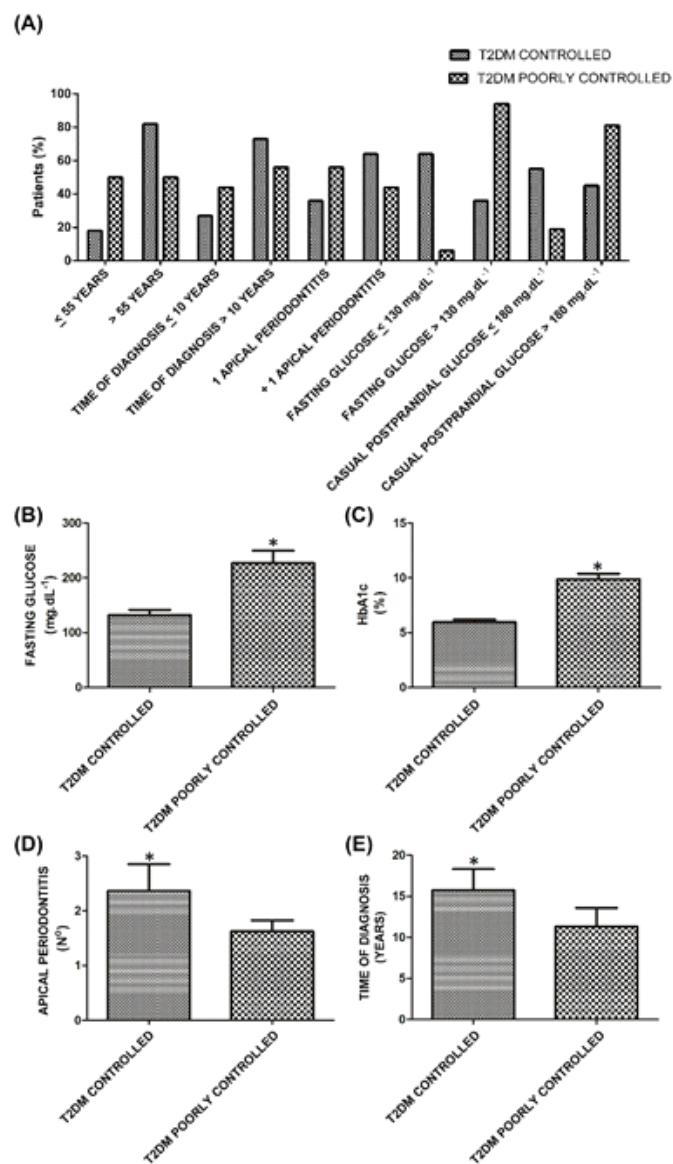 (A)
T2DM CONTROLLED
T2DM POORLY CONTROLLED
Patients (%)
100
80
60
40
20
0
≤ 55 YEARS
> 55 YEARS
TIME OF DIAGNOSIS ≤ 10 YEARS
TIME OF DIAGNOSIS > 10 YEARS
1 APICAL PERIODONTITIS
+ 1 APICAL PERIODONTITIS
FASTING GLUCOSE ≤ 130 mg.dL⁻¹
FASTING GLUCOSE > 130 mg.dL⁻¹
CASUAL POSTPRANDIAL GLUCOSE ≤ 180 mg.dL⁻¹
CASUAL POSTPRANDIAL GLUCOSE > 180 mg.dL⁻¹
(B)
FASTING GLUCOSE
(mg.dL⁻¹)
300
200
100
0
*
T2DM CONTROLLED
T2DM POORLY CONTROLLED
(C)
HbA1c
(%)
15
10
5
0
*
T2DM CONTROLLED
T2DM POORLY CONTROLLED
(D)
APICAL PERIODONTITIS
(Nº)
3
2
1
0
*
T2DM CONTROLLED
T2DM POORLY CONTROLLED
(E)
TIME OF DIAGNOSIS
(YEARS)
20
15
10
5
0
*
T2DM CONTROLLED
T2DM POORLY CONTROLLED